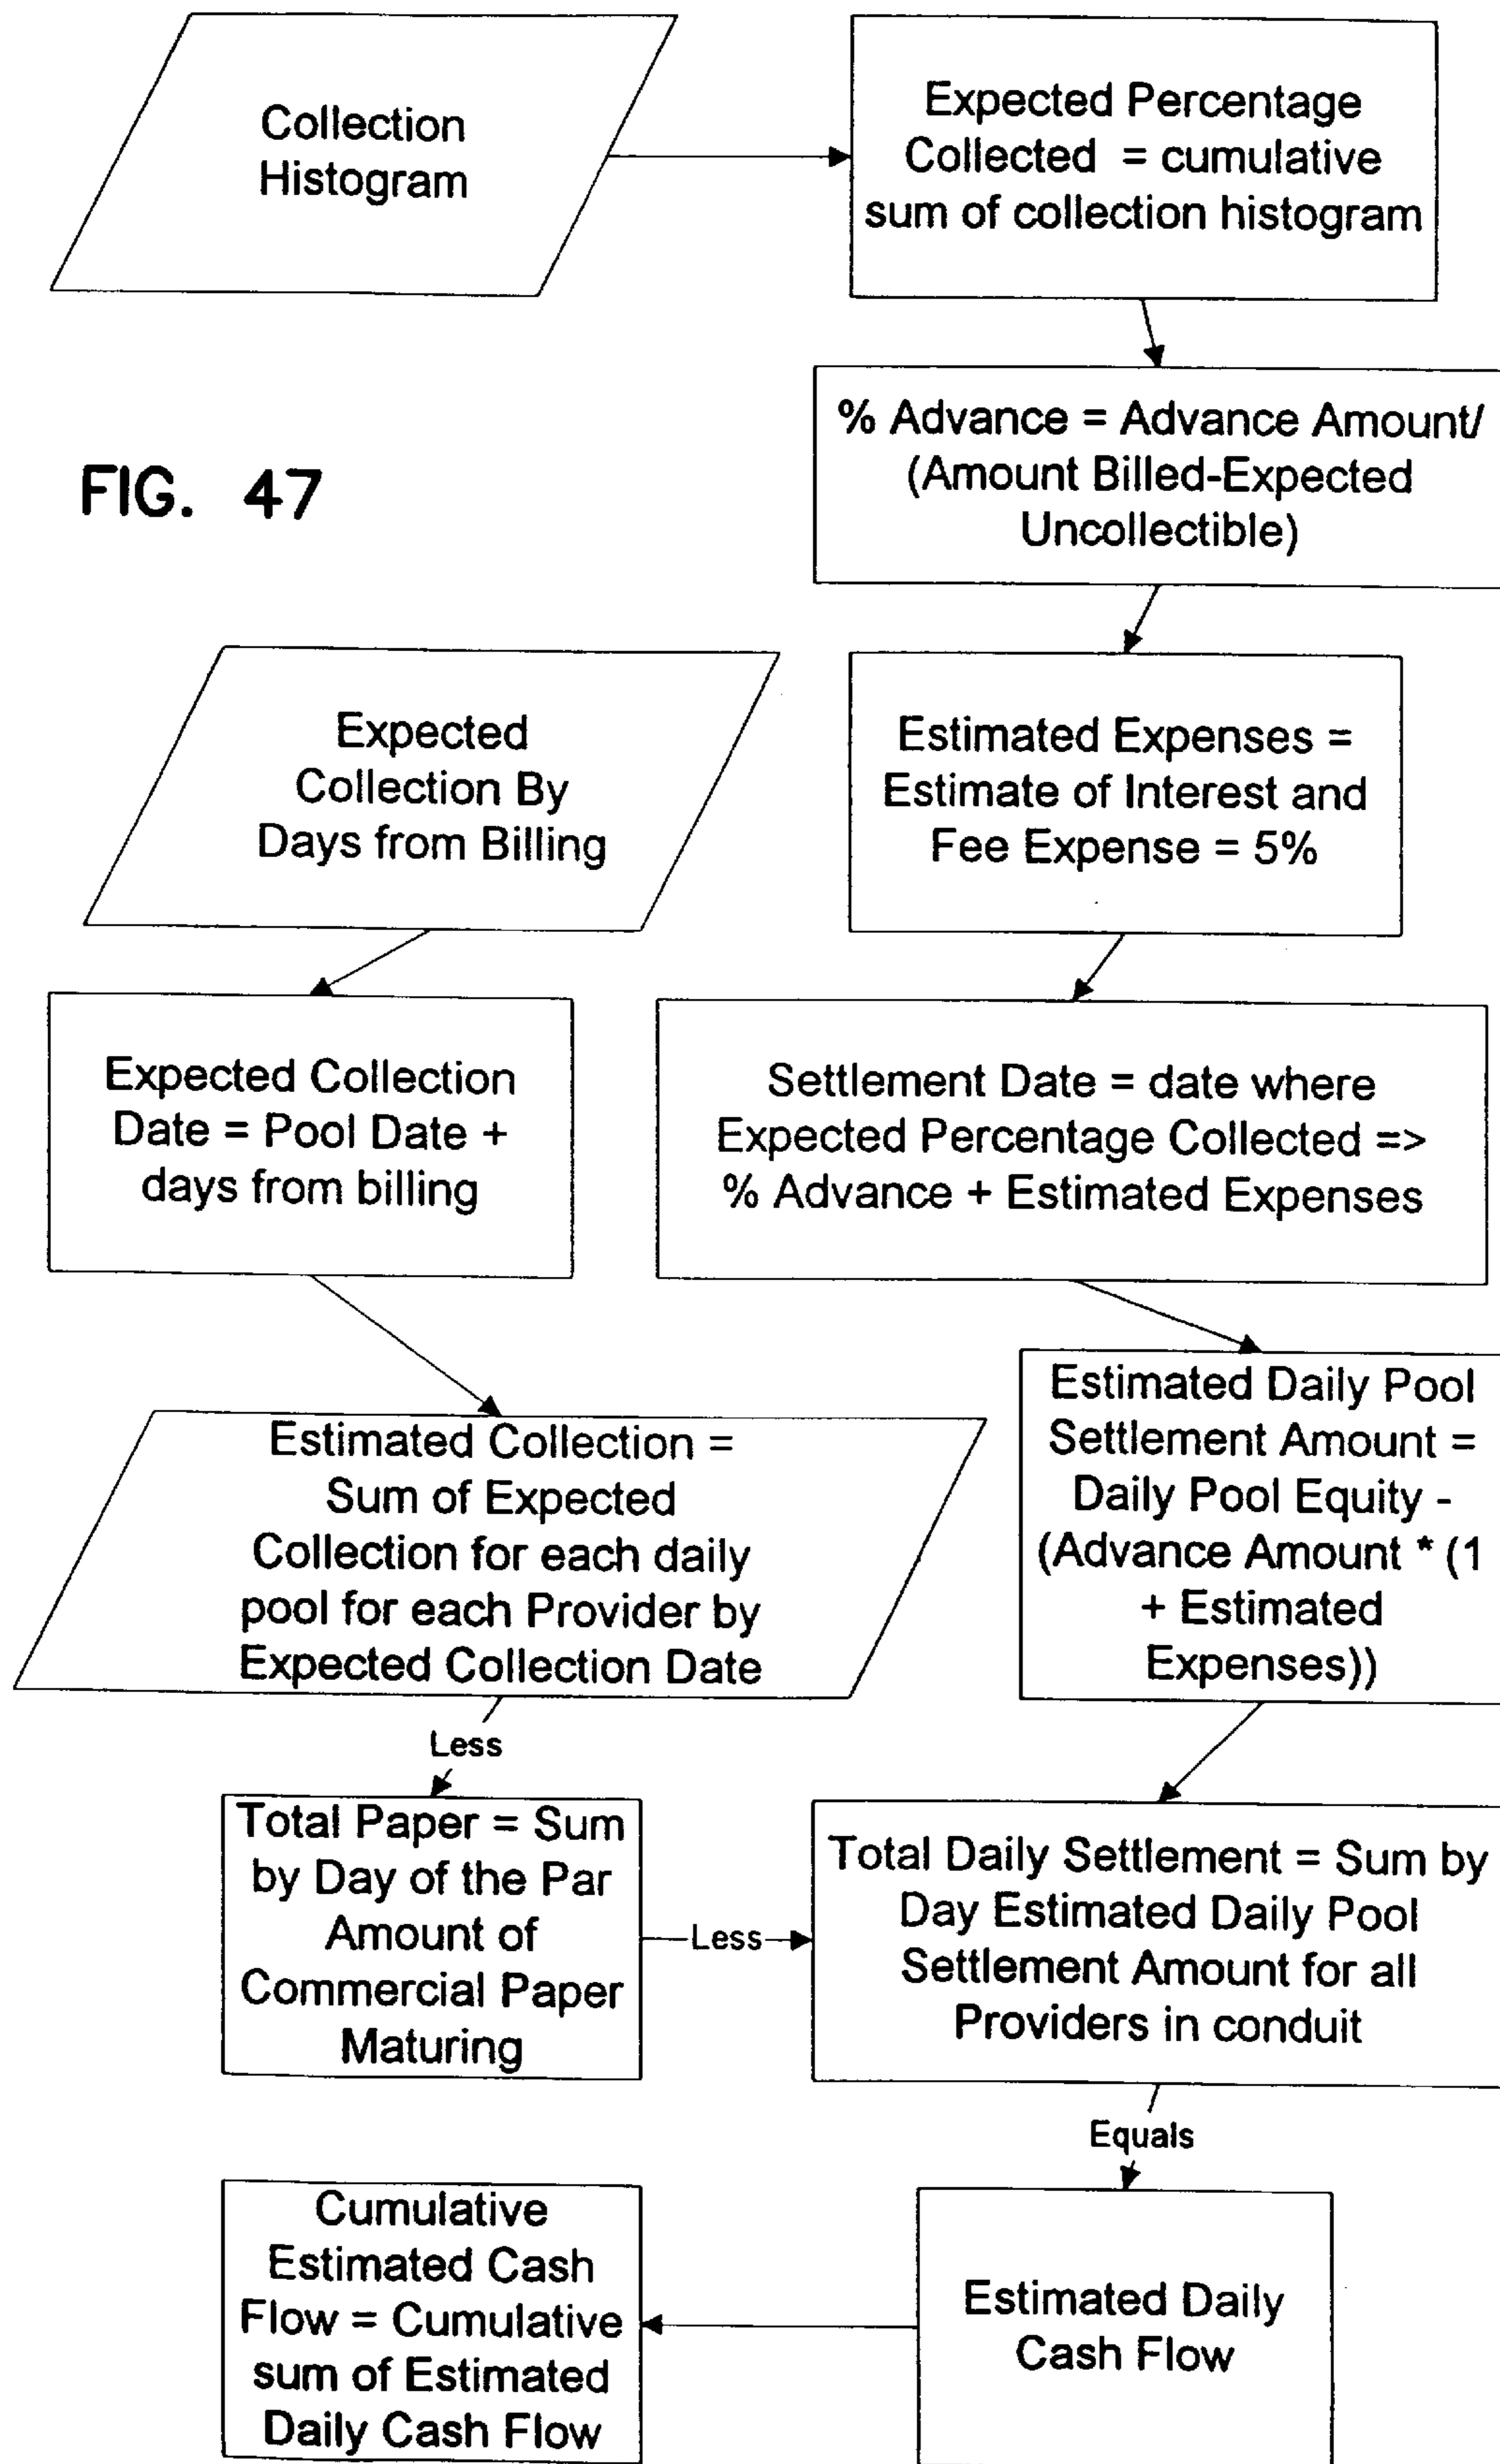 Collection
Histogram
Expected Percentage
Collected = cumulative
sum of collection histogram
% Advance = Advance Amount/
(Amount Billed-Expected
Uncollectible)
FIG. 47
Expected
Collection By
Days from Billing
Estimated Expenses =
Estimate of Interest and
Fee Expense = 5%
Expected Collection
Date = Pool Date +
days from billing
Settlement Date = date where
Expected Percentage Collected =>
% Advance + Estimated Expenses
Estimated Collection =
Sum of Expected
Collection for each daily
pool for each Provider by
Expected Collection Date
Estimated Daily Pool
Settlement Amount =
Daily Pool Equity -
(Advance Amount * (1
+ Estimated
Expenses))
Less
Total Paper = Sum
by Day of the Par
Amount of
Commercial Paper
Maturing
Less
Total Daily Settlement = Sum by
Day Estimated Daily Pool
Settlement Amount for all
Providers in conduit
Equals
Cumulative
Estimated Cash
Flow = Cumulative
sum of Estimated
Daily Cash Flow
Estimated Daily
Cash Flow